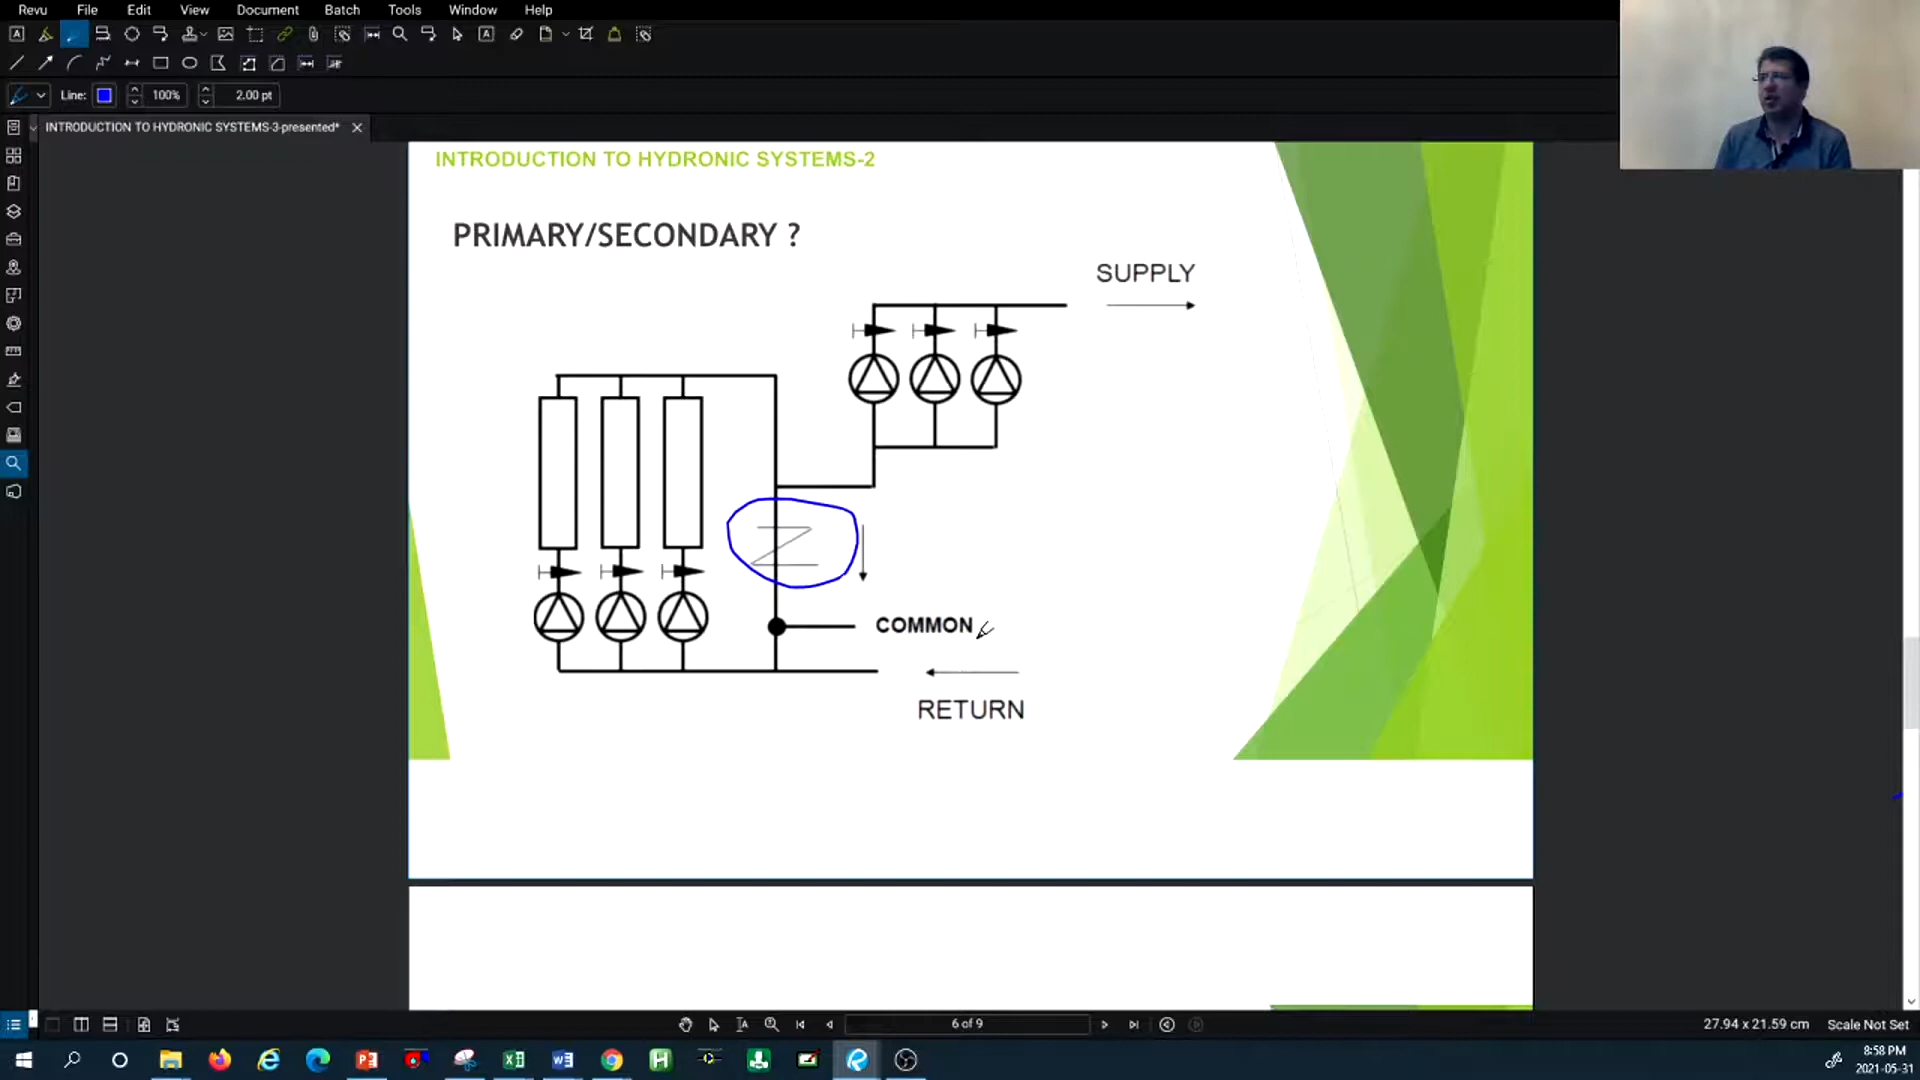 Revu File Edit View Document Batch Tools Window Help
Line: 100% 2.00 pt
INTRODUCTION TO HYDRONIC SYSTEMS-3-presented*
INTRODUCTION TO HYDRONIC SYSTEMS-2
PRIMARY/SECONDARY ?
SUPPLY
COMMON
RETURN
6 of 9
27.94 x 21.59 cm Scale Not Set
8:58 PM
2021-05-31